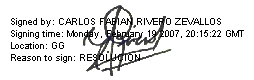 Signed by: CARLOS FABIAN RIVERO ZEVALLOS
Signing time: Monday, February 19 2007, 20:15:22 GMT
Location: GG
Reason to sign: RESOLUCION